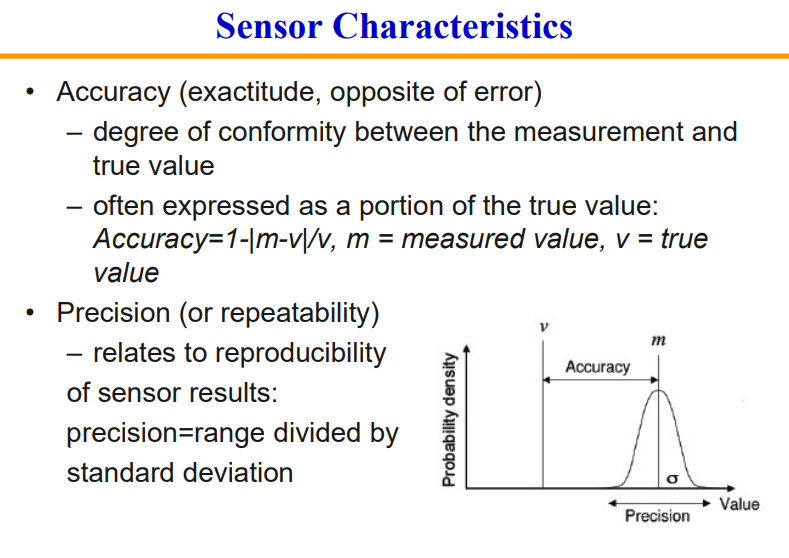 Sensor Characteristics
• Accuracy (exactitude, opposite of error)
– degree of conformity between the measurement and
true value
– often expressed as a portion of the true value:
Accuracy=1-|m-v|/v, m = measured value, v = true
value
• Precision (or repeatability)
– relates to reproducibility
of sensor results:
precision=range divided by
standard deviation
v
m
Accuracy
Probability density
σ
Value
Precision